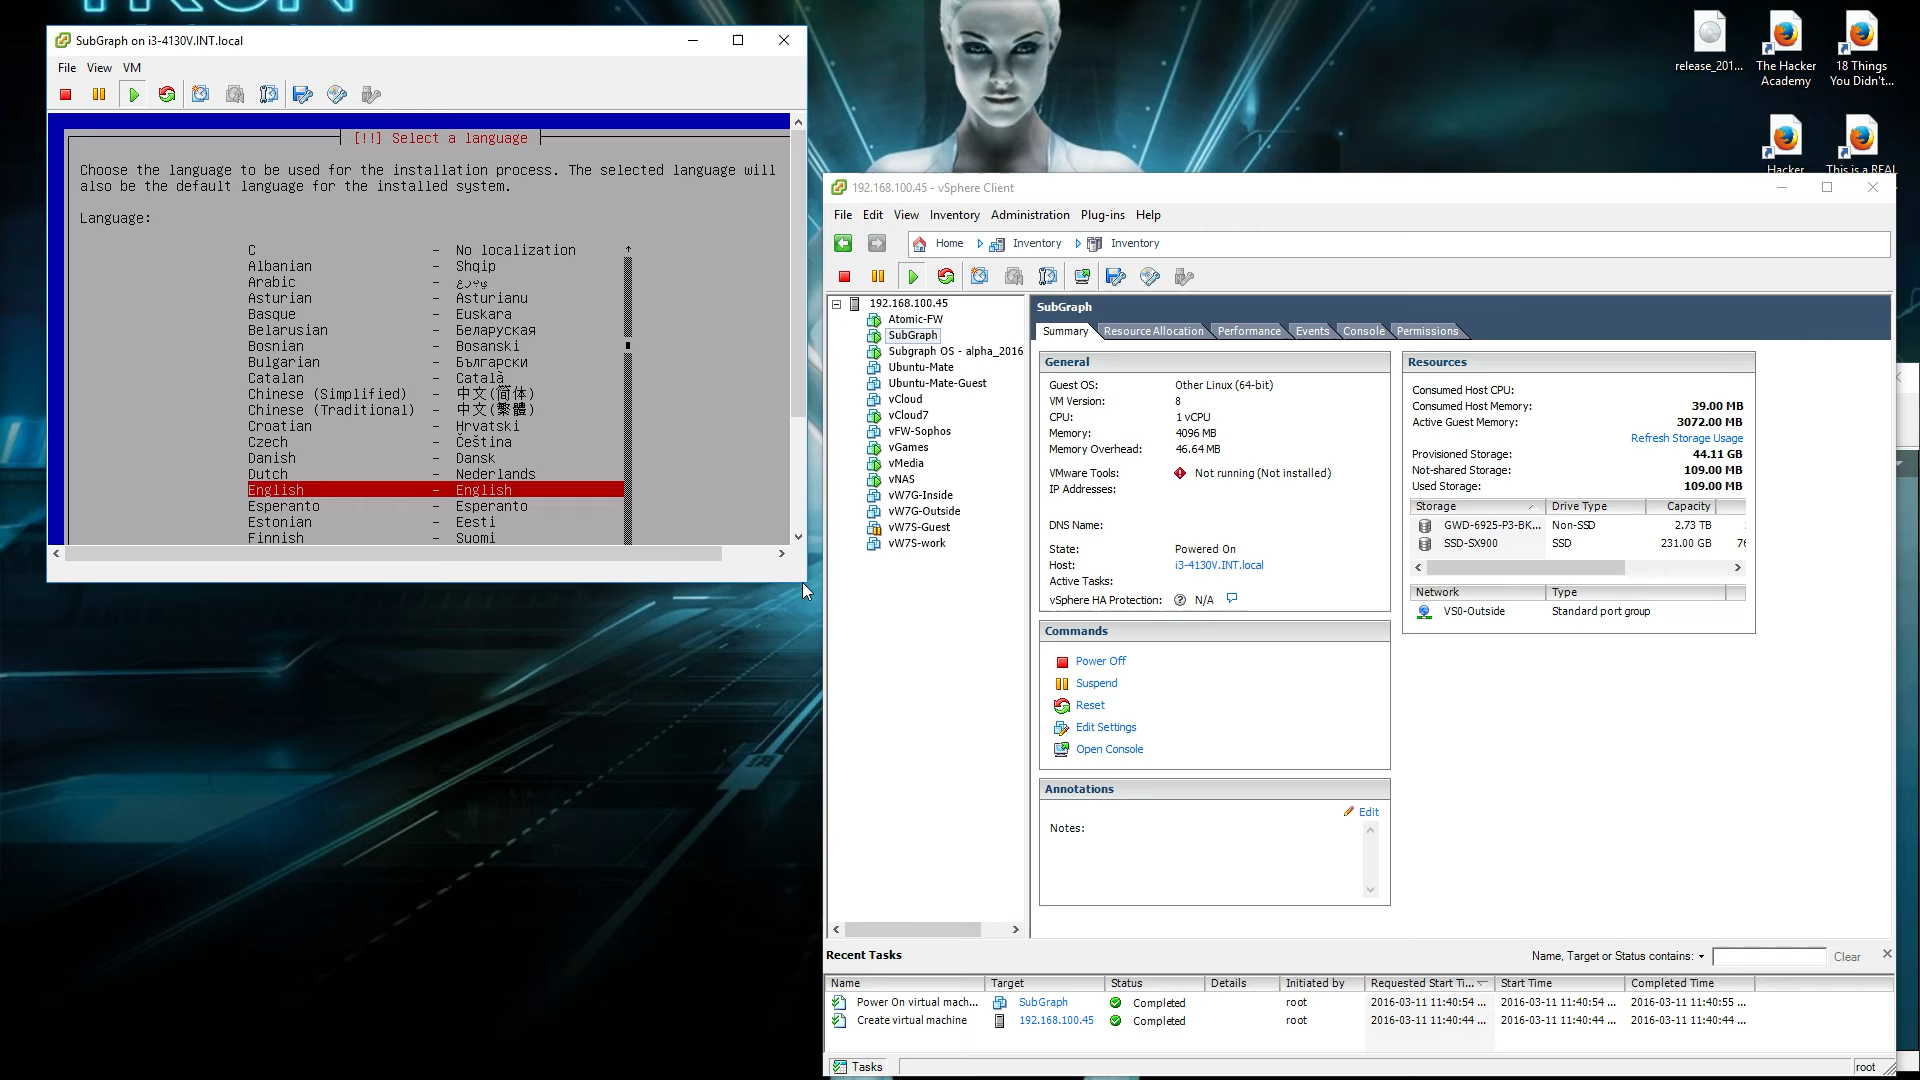 SubGraph on i3-4130V.INT.local
File View VM
[!!] Select a language
Choose the language to be used for the installation process. The selected language will
also be the default language for the installed system.
Language:
C - No localization
Albanian - Shqip
Arabic - عربي
Asturian - Asturianu
Basque - Euskara
Belarusian - Беларуская
Bosnian - Bosanski
Bulgarian - Български
Catalan - Català
Chinese (Simplified) - 中文(简体)
Chinese (Traditional) - 中文(繁體)
Croatian - Hrvatski
Czech - Čeština
Danish - Dansk
Dutch - Nederlands
English - English
Esperanto - Esperanto
Estonian - Eesti
Finnish - Suomi
release_201...
The Hacker
Academy
18 Things
You Didn't...
Hacker
This is a REAL
192.168.100.45 - vSphere Client
File Edit View Inventory Administration Plug-ins Help
Home Inventory Inventory
192.168.100.45
Atomic-FW
SubGraph
Subgraph OS - alpha_2016
Ubuntu-Mate
Ubuntu-Mate-Guest
vCloud
vCloud7
vFW-Sophos
vGames
vMedia
vNAS
vW7G-Inside
vW7G-Outside
vW7S-Guest
vW7S-work
SubGraph
Summary Resource Allocation Performance Events Console Permissions
General
Guest OS: Other Linux (64-bit)
VM Version: 8
CPU: 1 vCPU
Memory: 4096 MB
Memory Overhead: 46.64 MB
VMware Tools: Not running (Not installed)
IP Addresses:
DNS Name:
State: Powered On
Host: i3-4130V.INT.local
Active Tasks:
vSphere HA Protection: N/A
Commands
Power Off
Suspend
Reset
Edit Settings
Open Console
Annotations
Edit
Notes:
Resources
Consumed Host CPU:
Consumed Host Memory: 39.00 MB
Active Guest Memory: 3072.00 MB
Refresh Storage Usage
Provisioned Storage: 44.11 GB
Not-shared Storage: 109.00 MB
Used Storage: 109.00 MB
Storage Drive Type Capacity
GWD-6925-P3-BK... Non-SSD 2.73 TB
SSD-SX900 SSD 231.00 GB 76
Network Type
VS0-Outside Standard port group
Recent Tasks
Name, Target or Status contains: Clear
Name Target Status Details Initiated by Requested Start Ti... Start Time Completed Time
Power On virtual mach... SubGraph Completed root 2016-03-11 11:40:54 ... 2016-03-11 11:40:54 ... 2016-03-11 11:40:55 ...
Create virtual machine 192.168.100.45 Completed root 2016-03-11 11:40:44 ... 2016-03-11 11:40:44 ... 2016-03-11 11:40:44 ...
Tasks
root